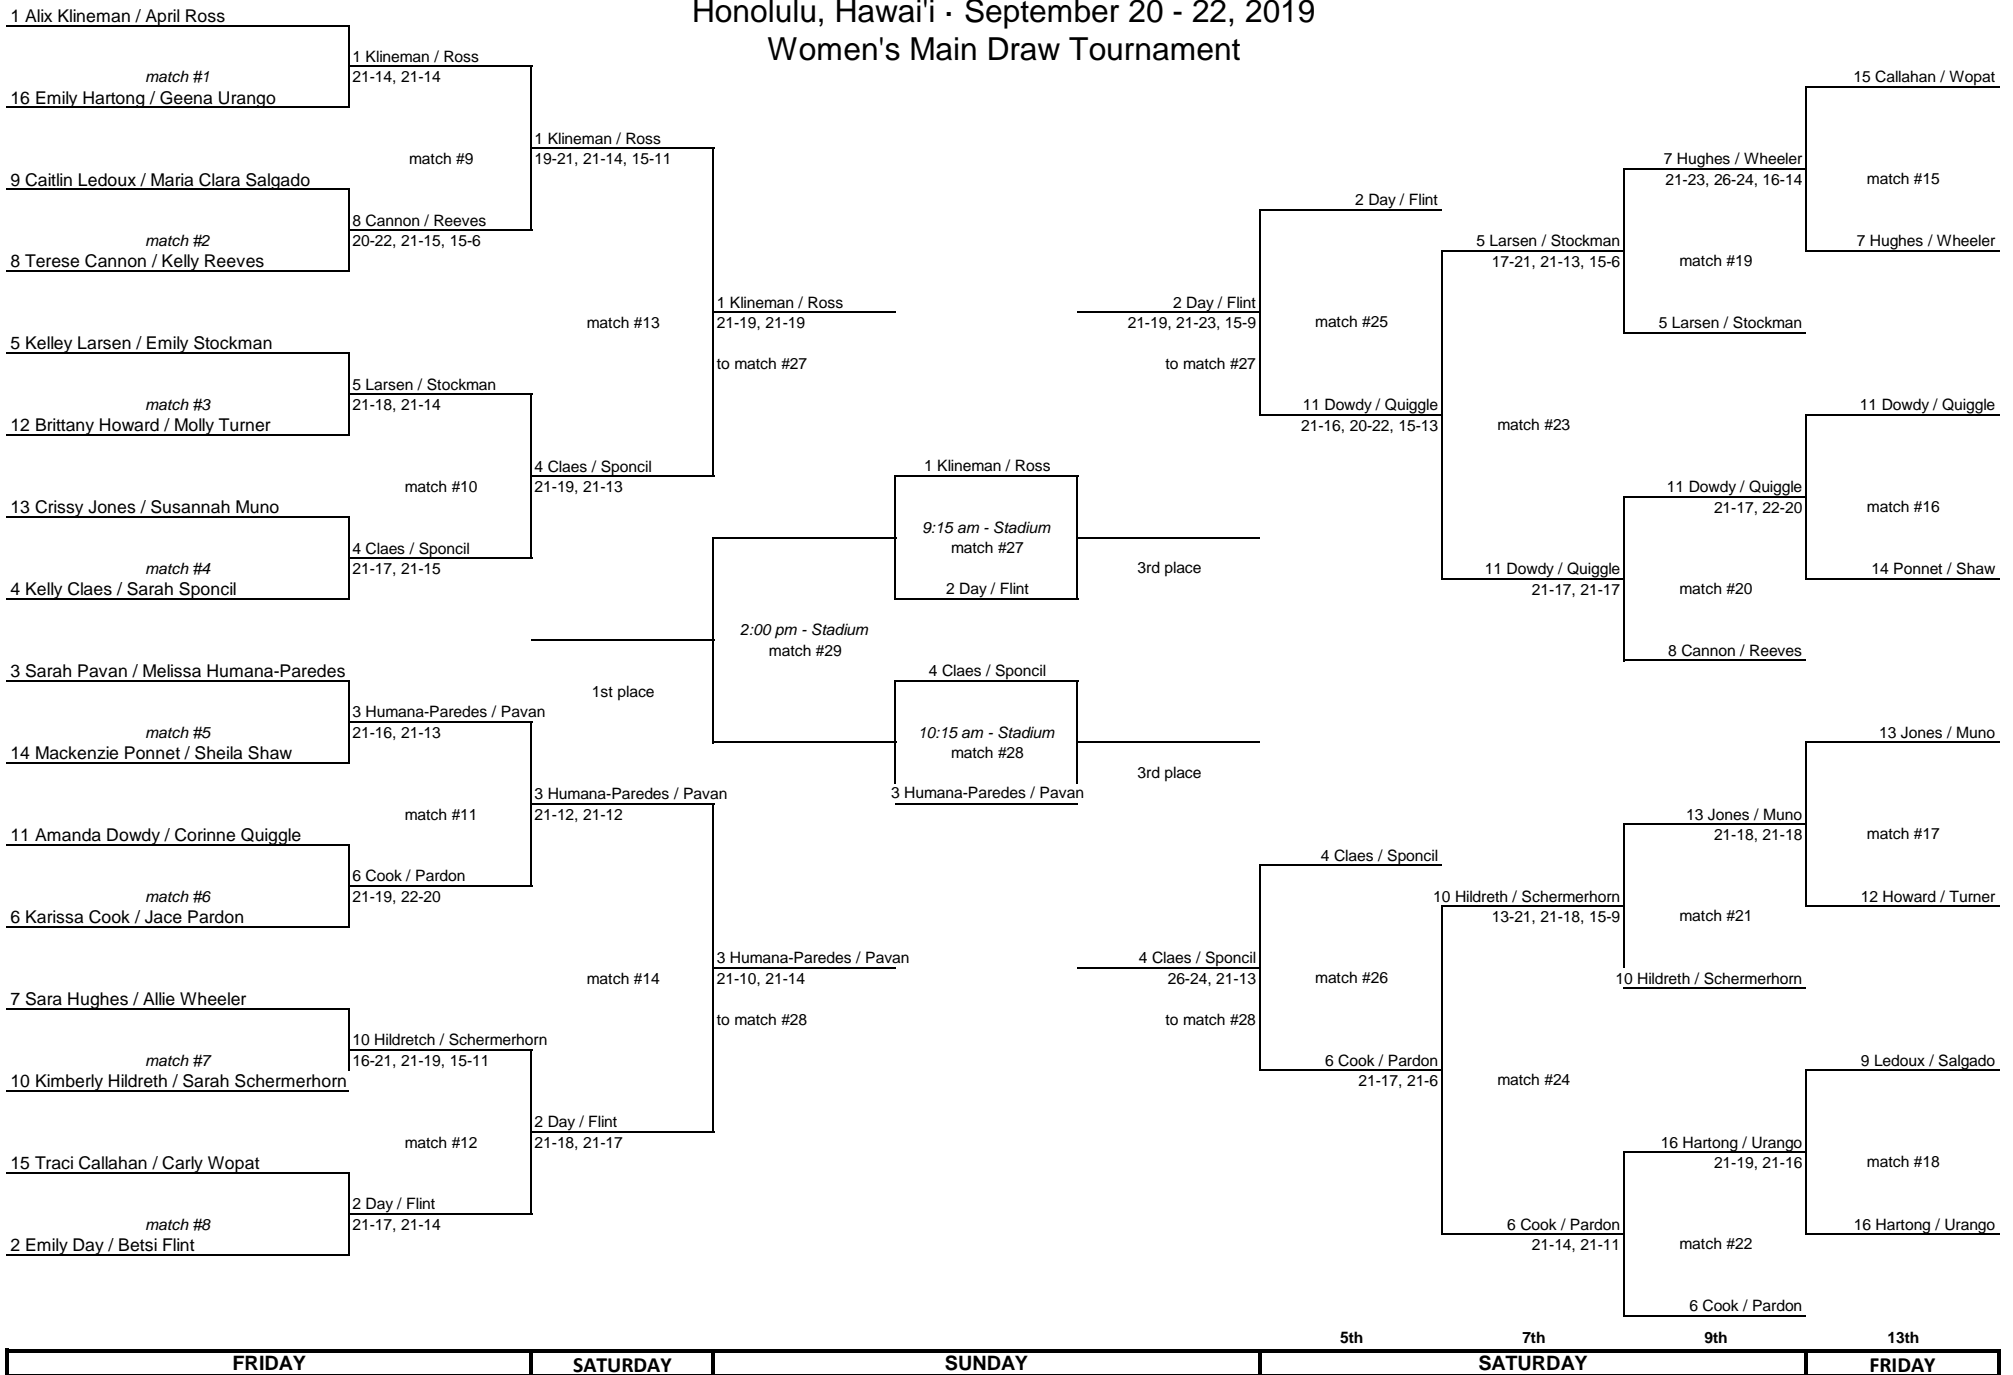 Honolulu, Hawai'i · September 20 - 22, 2019
Women's Main Draw Tournament
1 Alix Klineman / April Ross
match #1
16 Emily Hartong / Geena Urango
9 Caitlin Ledoux / Maria Clara Salgado
match #2
8 Terese Cannon / Kelly Reeves
5 Kelley Larsen / Emily Stockman
match #3
12 Brittany Howard / Molly Turner
13 Crissy Jones / Susannah Muno
match #4
4 Kelly Claes / Sarah Sponcil
3 Sarah Pavan / Melissa Humana-Paredes
match #5
14 Mackenzie Ponnet / Sheila Shaw
11 Amanda Dowdy / Corinne Quiggle
match #6
6 Karissa Cook / Jace Pardon
7 Sara Hughes / Allie Wheeler
match #7
10 Kimberly Hildreth / Sarah Schermerhorn
15 Traci Callahan / Carly Wopat
match #8
2 Emily Day / Betsi Flint
1 Klineman / Ross
21-14, 21-14
match #9
8 Cannon / Reeves
20-22, 21-15, 15-6
5 Larsen / Stockman
21-18, 21-14
match #10
4 Claes / Sponcil
21-17, 21-15
3 Humana-Paredes / Pavan
21-16, 21-13
match #11
6 Cook / Pardon
21-19, 22-20
10 Hildretch / Schermerhorn
16-21, 21-19, 15-11
match #12
2 Day / Flint
21-17, 21-14
1 Klineman / Ross
19-21, 21-14, 15-11
match #13
4 Claes / Sponcil
21-19, 21-13
1st place
3 Humana-Paredes / Pavan
21-12, 21-12
match #14
2 Day / Flint
21-18, 21-17
1 Klineman / Ross
21-19, 21-19
to match #27
2:00 pm - Stadium
match #29
3 Humana-Paredes / Pavan
21-10, 21-14
to match #28
1 Klineman / Ross
9:15 am - Stadium
match #27
2 Day / Flint
4 Claes / Sponcil
10:15 am - Stadium
match #28
3 Humana-Paredes / Pavan
2 Day / Flint
21-19, 21-23, 15-9
to match #27
3rd place
3rd place
4 Claes / Sponcil
26-24, 21-13
to match #28
2 Day / Flint
match #25
11 Dowdy / Quiggle
21-16, 20-22, 15-13
4 Claes / Sponcil
match #26
6 Cook / Pardon
21-17, 21-6
5 Larsen / Stockman
17-21, 21-13, 15-6
match #23
11 Dowdy / Quiggle
21-17, 21-17
10 Hildreth / Schermerhorn
13-21, 21-18, 15-9
match #24
6 Cook / Pardon
21-14, 21-11
7 Hughes / Wheeler
21-23, 26-24, 16-14
match #19
5 Larsen / Stockman
11 Dowdy / Quiggle
21-17, 22-20
match #20
8 Cannon / Reeves
13 Jones / Muno
21-18, 21-18
match #21
10 Hildreth / Schermerhorn
16 Hartong / Urango
21-19, 21-16
match #22
6 Cook / Pardon
15 Callahan / Wopat
match #15
7 Hughes / Wheeler
11 Dowdy / Quiggle
match #16
14 Ponnet / Shaw
13 Jones / Muno
match #17
12 Howard / Turner
9 Ledoux / Salgado
match #18
16 Hartong / Urango
5th 7th 9th 13th
FRIDAY SATURDAY SUNDAY SATURDAY FRIDAY